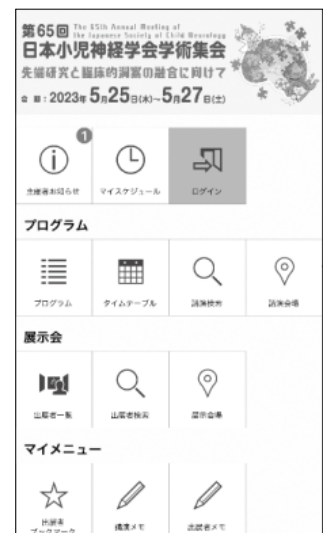 第65回 The 65th Annual Meeting of
the Japanese Society of Child Neurology
日本小児神経学会学術集会
先端研究と臨床的洞察の融合に向けて
会期:2023年5月25日(木)~5月27日(土)
1
主催者お知らせ
マイスケジュール
ログイン
プログラム
プログラム
タイムテーブル
講演検索
講演会場
展示会
出展者一覧
出展者検索
展示会場
マイメニュー
出展者
ブックマーク
講演メモ
出展者メモ